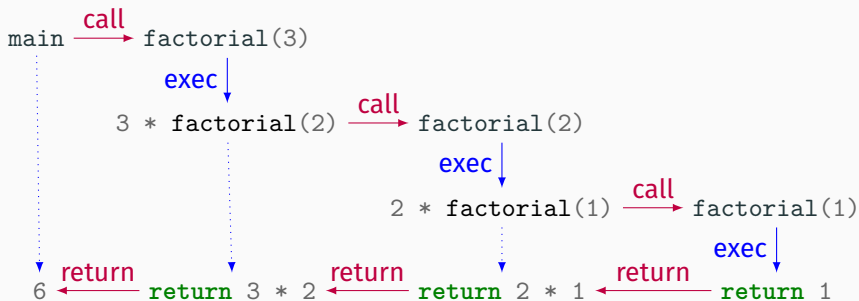 call
main factorial(3)
exec
call
3 * factorial(2) factorial(2)
exec
call
2 * factorial(1) factorial(1)
exec
return return return
6 return 3 * 2 return 2 * 1 return 1